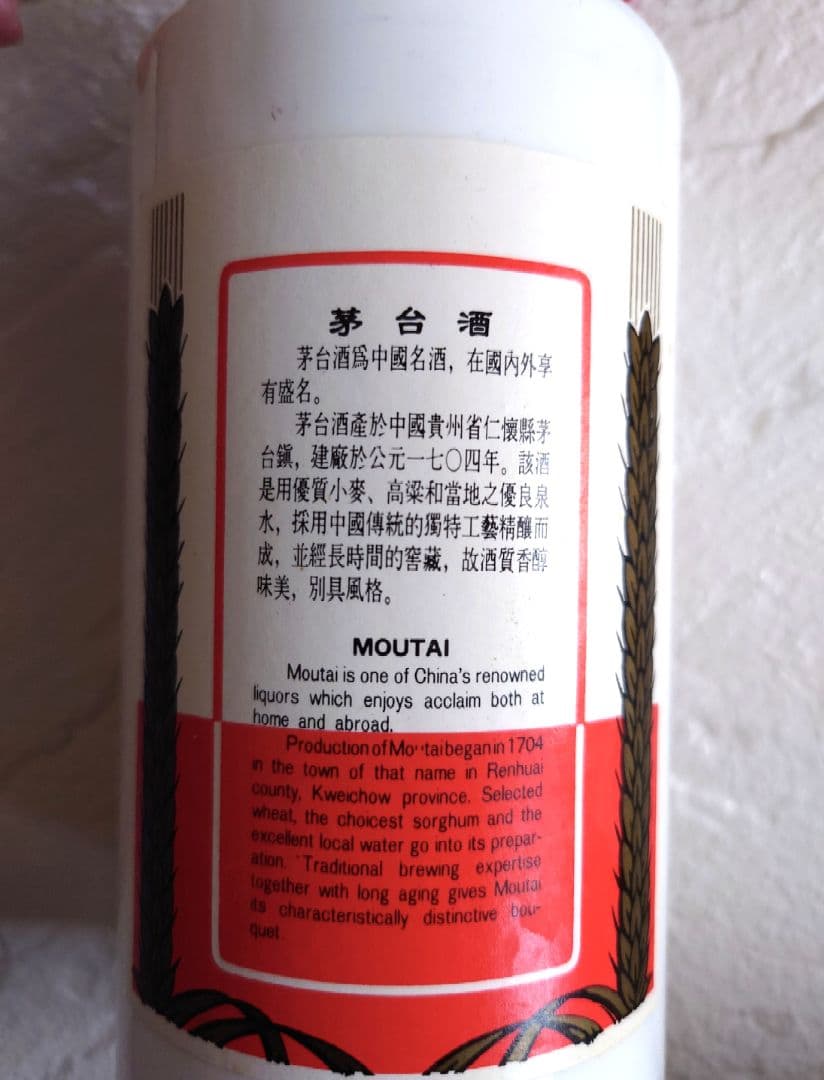 茅台酒
茅台酒爲中國名酒，在國內外享
有盛名。
茅台酒產於中國貴州省仁懷縣茅
台鎭，建廠於公元一七〇四年。該酒
是用優質小麥、高粱和當地之優良泉
水，採用中國傳統的獨特工藝精釀而
成，並經長時間的窖藏，故酒質香醇
味美，別具風格。
MOUTAI
Moutai is one of China's renowned
liquors which enjoys acclaim both at
home and abroad.
Production of Moutai began in 1704
in the town of that name in Renhuai
county, Kweichow province. Selected
wheat, the choicest sorghum and the
excellent local water go into its prepar-
ation. Traditional brewing expertise
together with long aging gives Moutai
its characteristically distinctive bou-
quet.